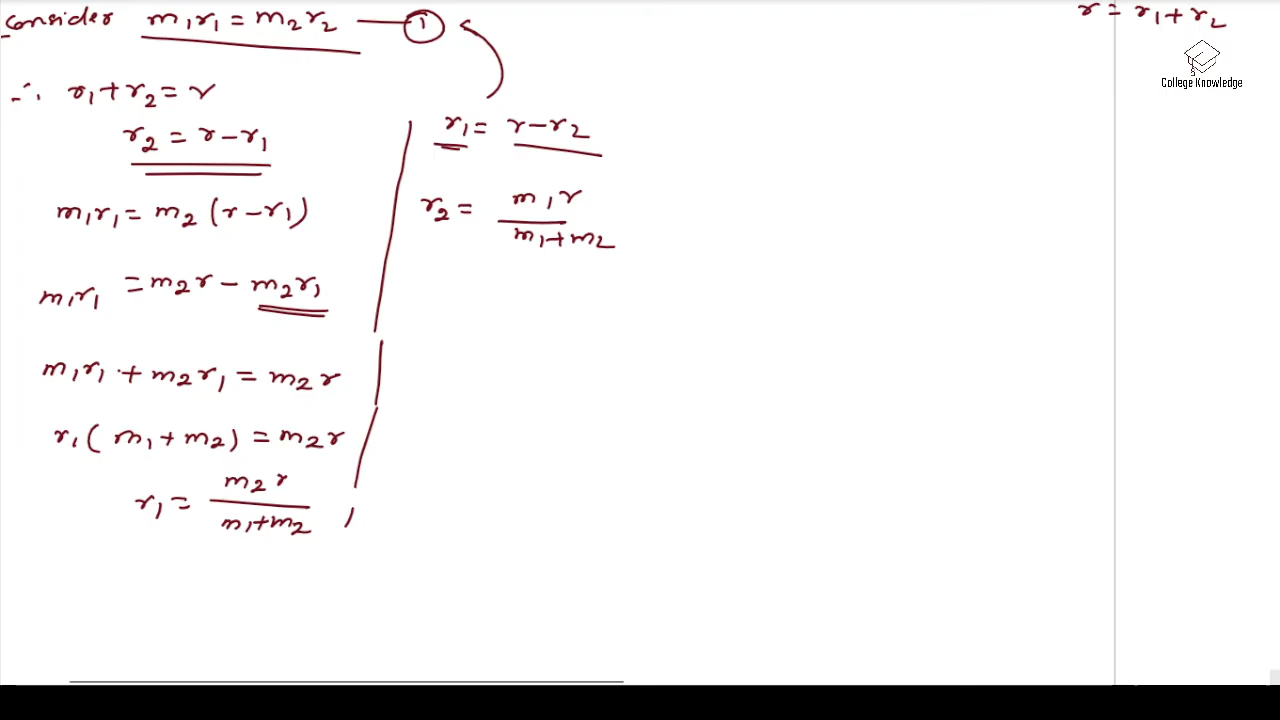 consider m₁r₁ = m₂r₂ — ①
r = r₁ + r₂
College Knowledge
∴ r₁ + r₂ = r
r₂ = r - r₁
m₁r₁ = m₂ (r - r₁)
m₁r₁ = m₂r - m₂r₁
m₁r₁ + m₂r₁ = m₂r
r₁ ( m₁ + m₂ ) = m₂r
r₁ = m₂ r / m₁+m₂ ,
r₁ = r - r₂
r₂ = m₁r / m₁+m₂